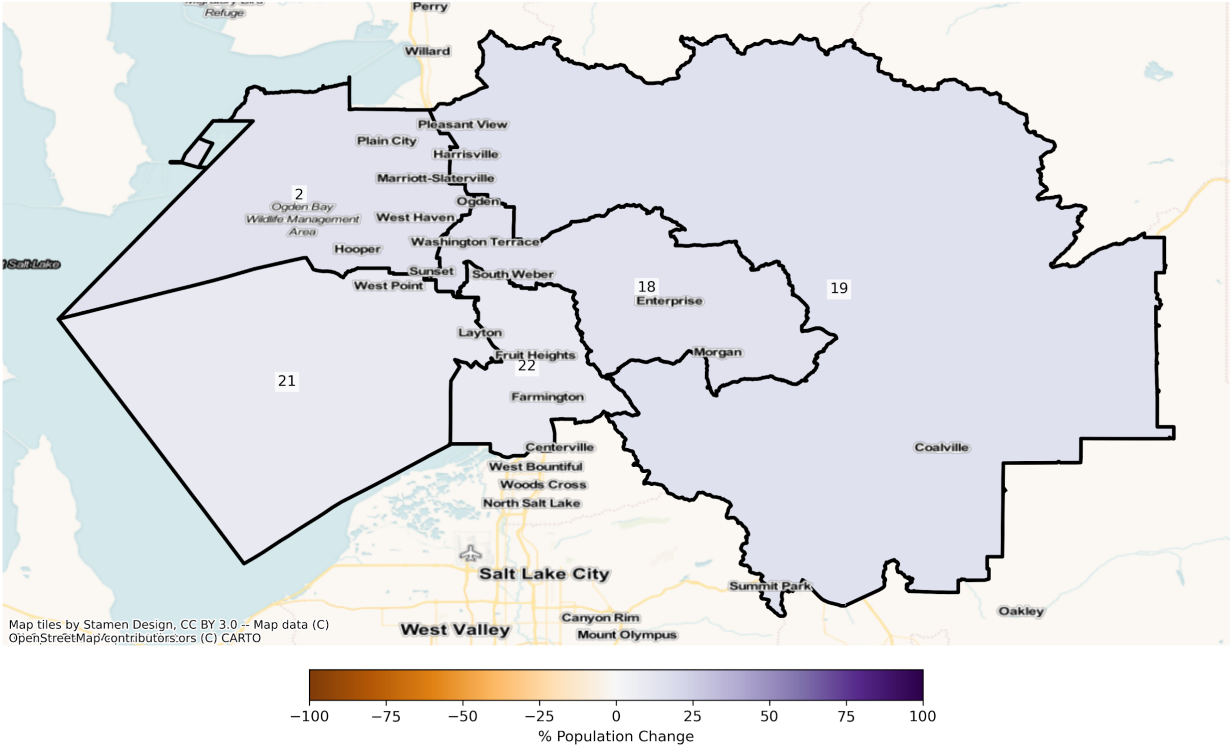 Refuge
Perry
Willard
Pleasant View
Plain City
Harrisville
Marriott-Slaterville
2
Ogden
Ogden Bay
Wildlife Management
Area
West Haven
Washington Terrace
Hooper
Salt Lake
Sunset
South Weber
West Point
18
19
Enterprise
Layton
Fruit Heights
Morgan
22
21
Farmington
Centerville
Coalville
West Bountiful
Woods Cross
North Salt Lake
Salt Lake City
Summit Park
Oakley
Canyon Rim
West Valley
Mount Olympus
Map tiles by Stamen Design, CC BY 3.0 -- Map data (C)
OpenStreetMap contributors (C) CARTO
−100 −75 −50 −25 0 25 50 75 100
% Population Change